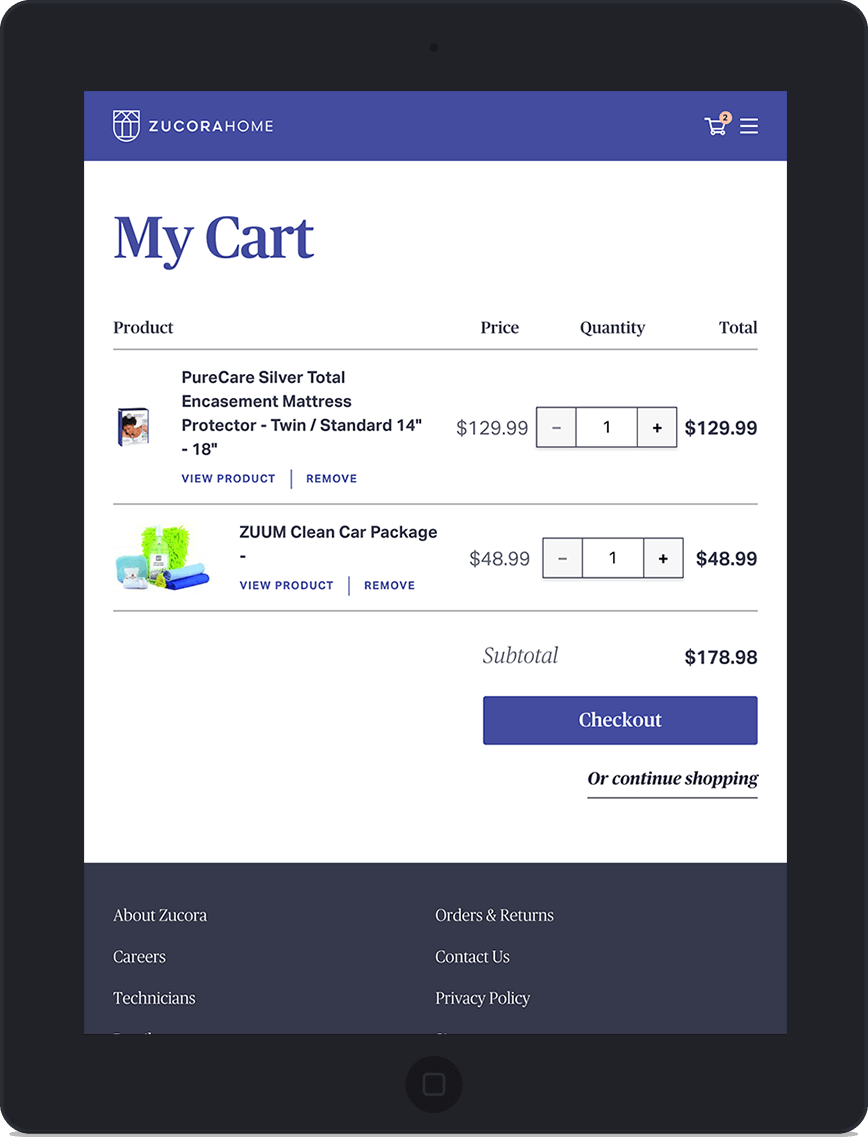 ZUCORAHOME
2
My Cart
Product Price Quantity Total
PureCare Silver Total
Encasement Mattress
Protector - Twin / Standard 14"
- 18"
$129.99 − 1 + $129.99
VIEW PRODUCT | REMOVE
ZUUM Clean Car Package
-
$48.99 − 1 + $48.99
VIEW PRODUCT | REMOVE
Subtotal $178.98
Checkout
Or continue shopping
About Zucora
Orders & Returns
Careers
Contact Us
Technicians
Privacy Policy